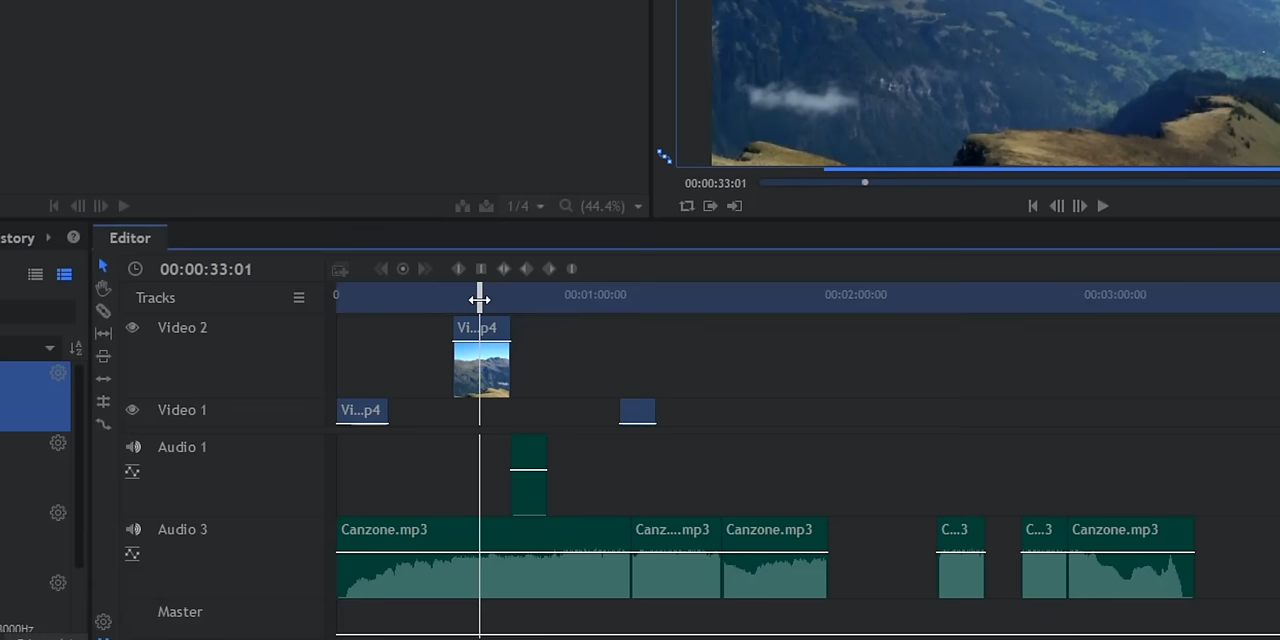 00:00:33:01
1/4 (44.4%)
story
Editor
00:00:33:01
Tracks
0 00:01:00:00 00:02:00:00 00:03:00:00
Video 2
Vi...p4
Video 1
Vi...p4
Audio 1
Audio 3
Canzone.mp3 Canz....mp3 Canzone.mp3 C...3 C...3 Canzone.mp3
Master